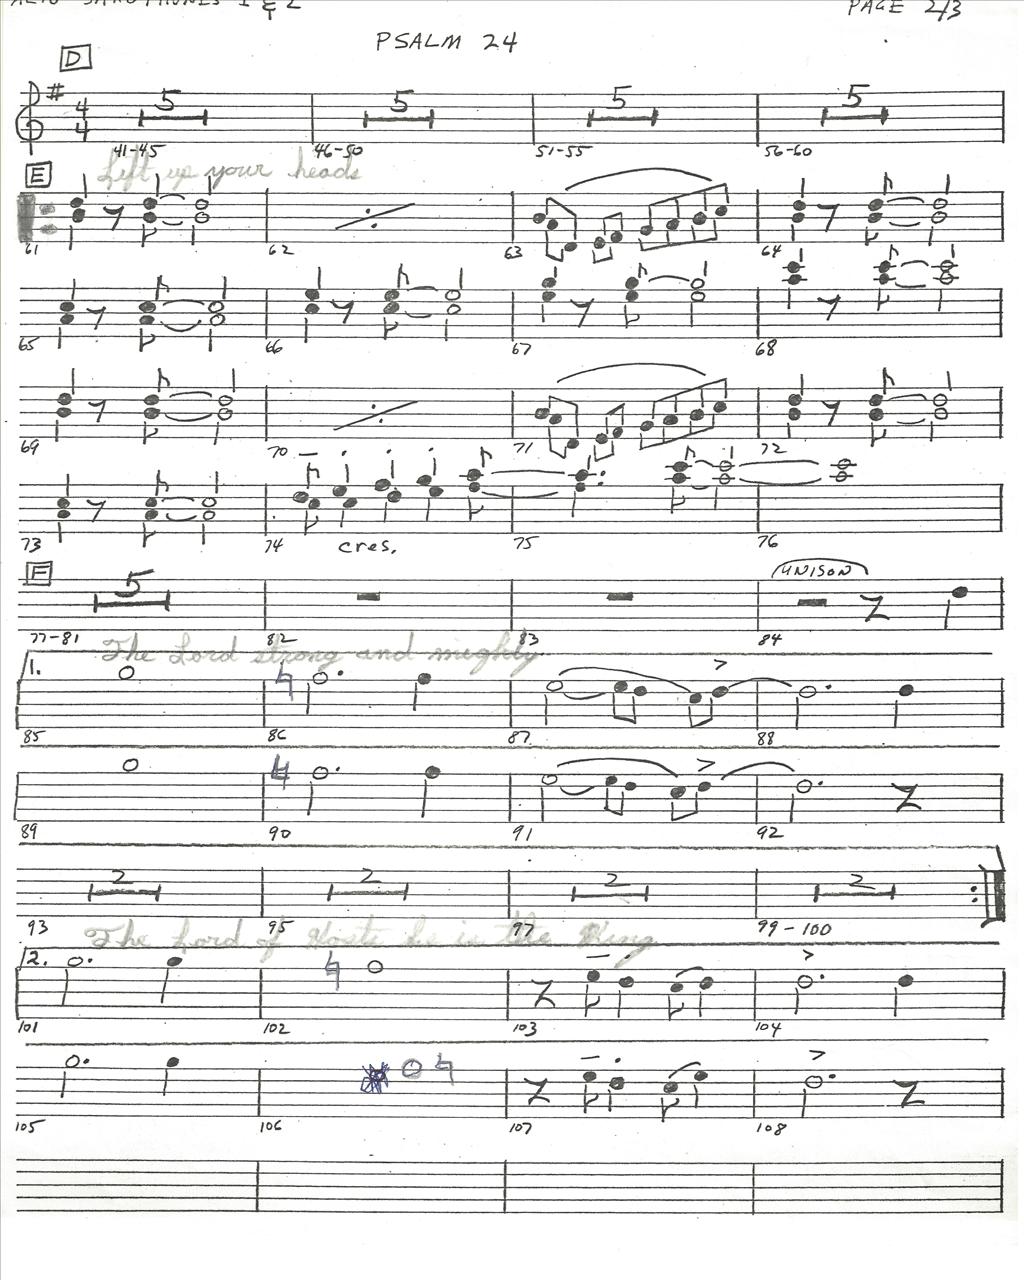 ALTO SAXOPHONES 1 & 2 PAGE 2/3
PSALM 24
D
4/4 5 5 5 5
41-45 46-50 51-55 56-60
Lift up your heads
E
61 62 63 64
65 66 67 68
69 70 71 72
73 74 cres. 75 76
F
5 UNISON
77-81 82 83 84
The Lord strong and mighty
1.
85 86 87 88
89 90 91 92
2 2 2 2
93 95 97 99-100
The Lord of Hosts he is the King
2.
101 102 103 104
105 106 107 108